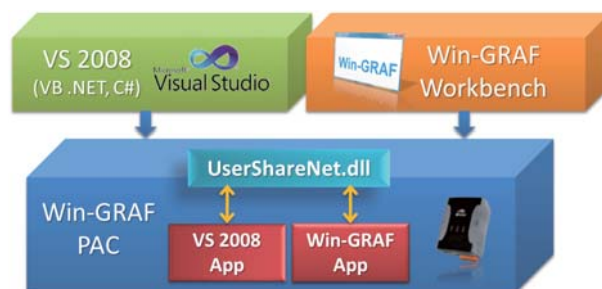 VS 2008
(VB .NET, C#)
Microsoft
Visual Studio
Win-GRAF
Win-GRAF
Workbench
UserShareNet.dll
Win-GRAF
PAC
VS 2008
App
Win-GRAF
App